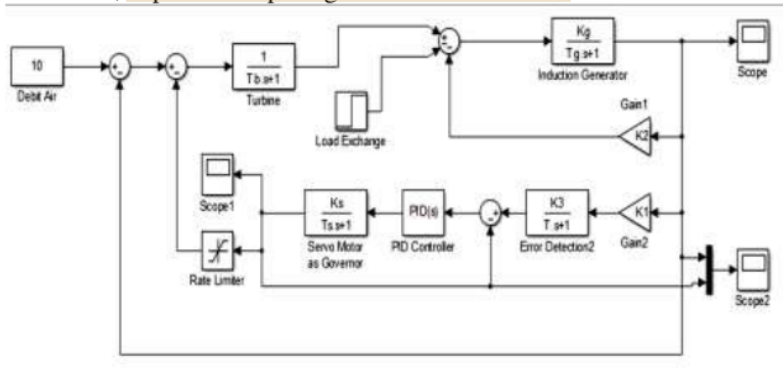 10
Debit Air
1
Tb.s+1
Turbine
Load Exchange
Kg
Tg.s+1
Induction Generator
Scope
Gain1
K2
Scope1
Ks
Ts.s+1
Servo Motor
as Governor
PID(s)
PID Controller
K3
T.s+1
Error Detection2
K1
Gain2
Rate Limiter
Scope2